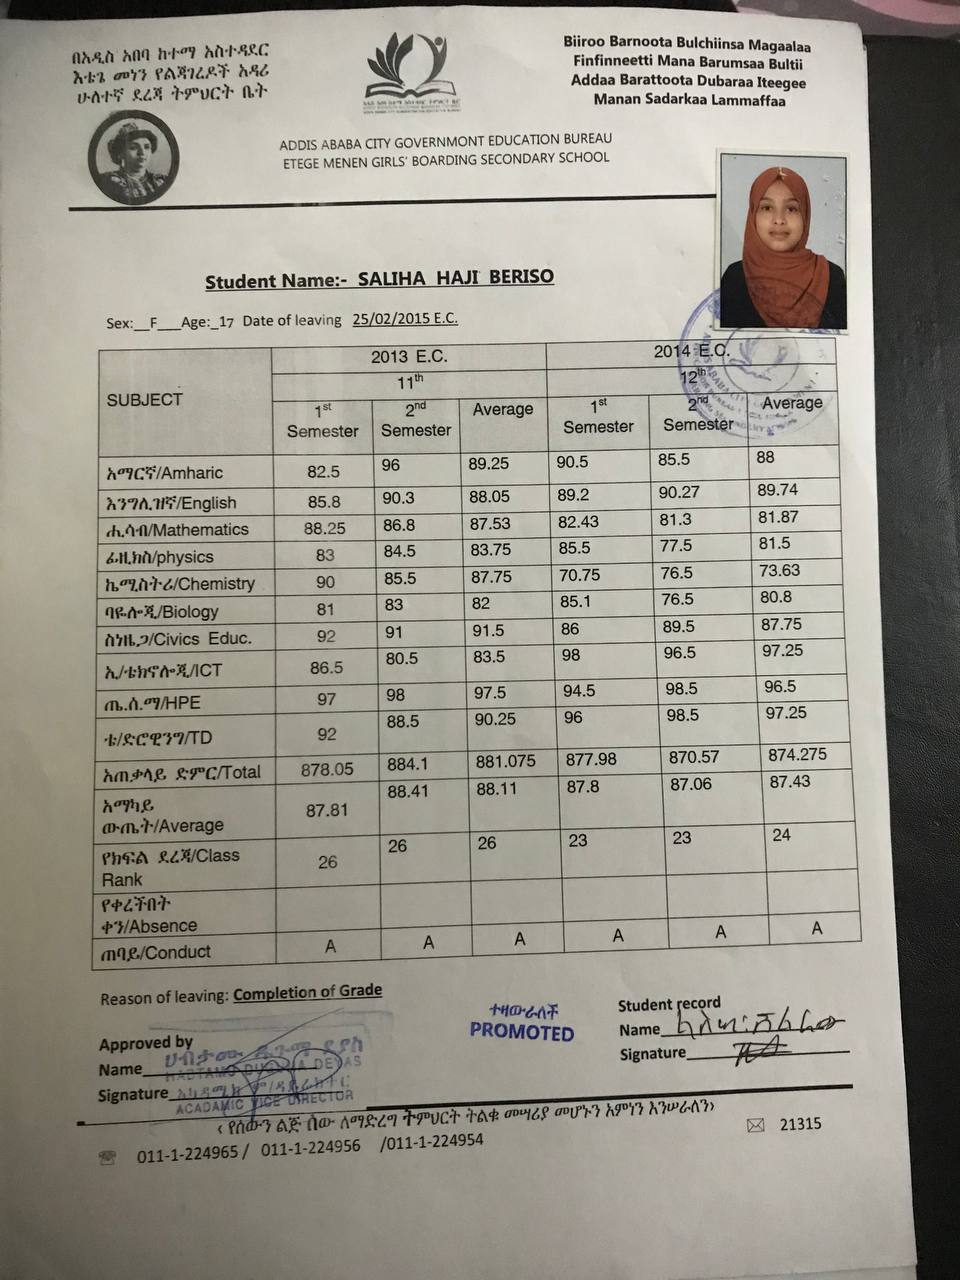 በአዲስ አበባ ከተማ አስተዳደር
እቴጌ መነን የልጃገረዶች አዳሪ
ሁለተኛ ደረጃ ትምህርት ቤት
Biiroo Barnoota Bulchiinsa Magaalaa
Finfinneetti Mana Barumsaa Bultii
Addaa Barattoota Dubaraa Iteegee
Manan Sadarkaa Lammaffaa
ADDIS ABABA CITY GOVERNMONT EDUCATION BUREAU
ETEGE MENEN GIRLS' BOARDING SECONDARY SCHOOL
Student Name:- SALIHA HAJI BERISO
Sex:__F___Age:_17 Date of leaving 25/02/2015 E.C.
SUBJECT 2013 E.C. 2014 E.C.
11th 12th
1st Semester 2nd Semester Average 1st Semester 2nd Semester Average
አማርኛ/Amharic 82.5 96 89.25 90.5 85.5 88
እንግሊዝኛ/English 85.8 90.3 88.05 89.2 90.27 89.74
ሒሳብ/Mathematics 88.25 86.8 87.53 82.43 81.3 81.87
ፊዚክስ/physics 83 84.5 83.75 85.5 77.5 81.5
ኬሚስትሪ/Chemistry 90 85.5 87.75 70.75 76.5 73.63
ባዮሎጂ/Biology 81 83 82 85.1 76.5 80.8
ስነዜጋ/Civics Educ. 92 91 91.5 86 89.5 87.75
ኢ/ቴክኖሎጂ/ICT 86.5 80.5 83.5 98 96.5 97.25
ጤ.ሰ.ማ/HPE 97 98 97.5 94.5 98.5 96.5
ቴ/ድሮዊንግ/TD 92 88.5 90.25 96 98.5 97.25
አጠቃላይ ድምር/Total 878.05 884.1 881.075 877.98 870.57 874.275
አማካይ ውጤት/Average 87.81 88.41 88.11 87.8 87.06 87.43
የክፍል ደረጃ/Class Rank 26 26 26 23 23 24
የቀረችበት ቀን/Absence
ጠባይ/Conduct A A A A A A
Reason of leaving: Completion of Grade
ተዛውራለች
PROMOTED
Student record
Name
Signature
Approved by
Name
Signature
ACADAMIC VICE DIRECTOR
‹ የሰውን ልጅ ሰው ለማድረግ ትምህርት ትልቁ መሣሪያ መሆኑን አምነን እንሠራለን›
011-1-224965 / 011-1-224956 /011-1-224954
21315